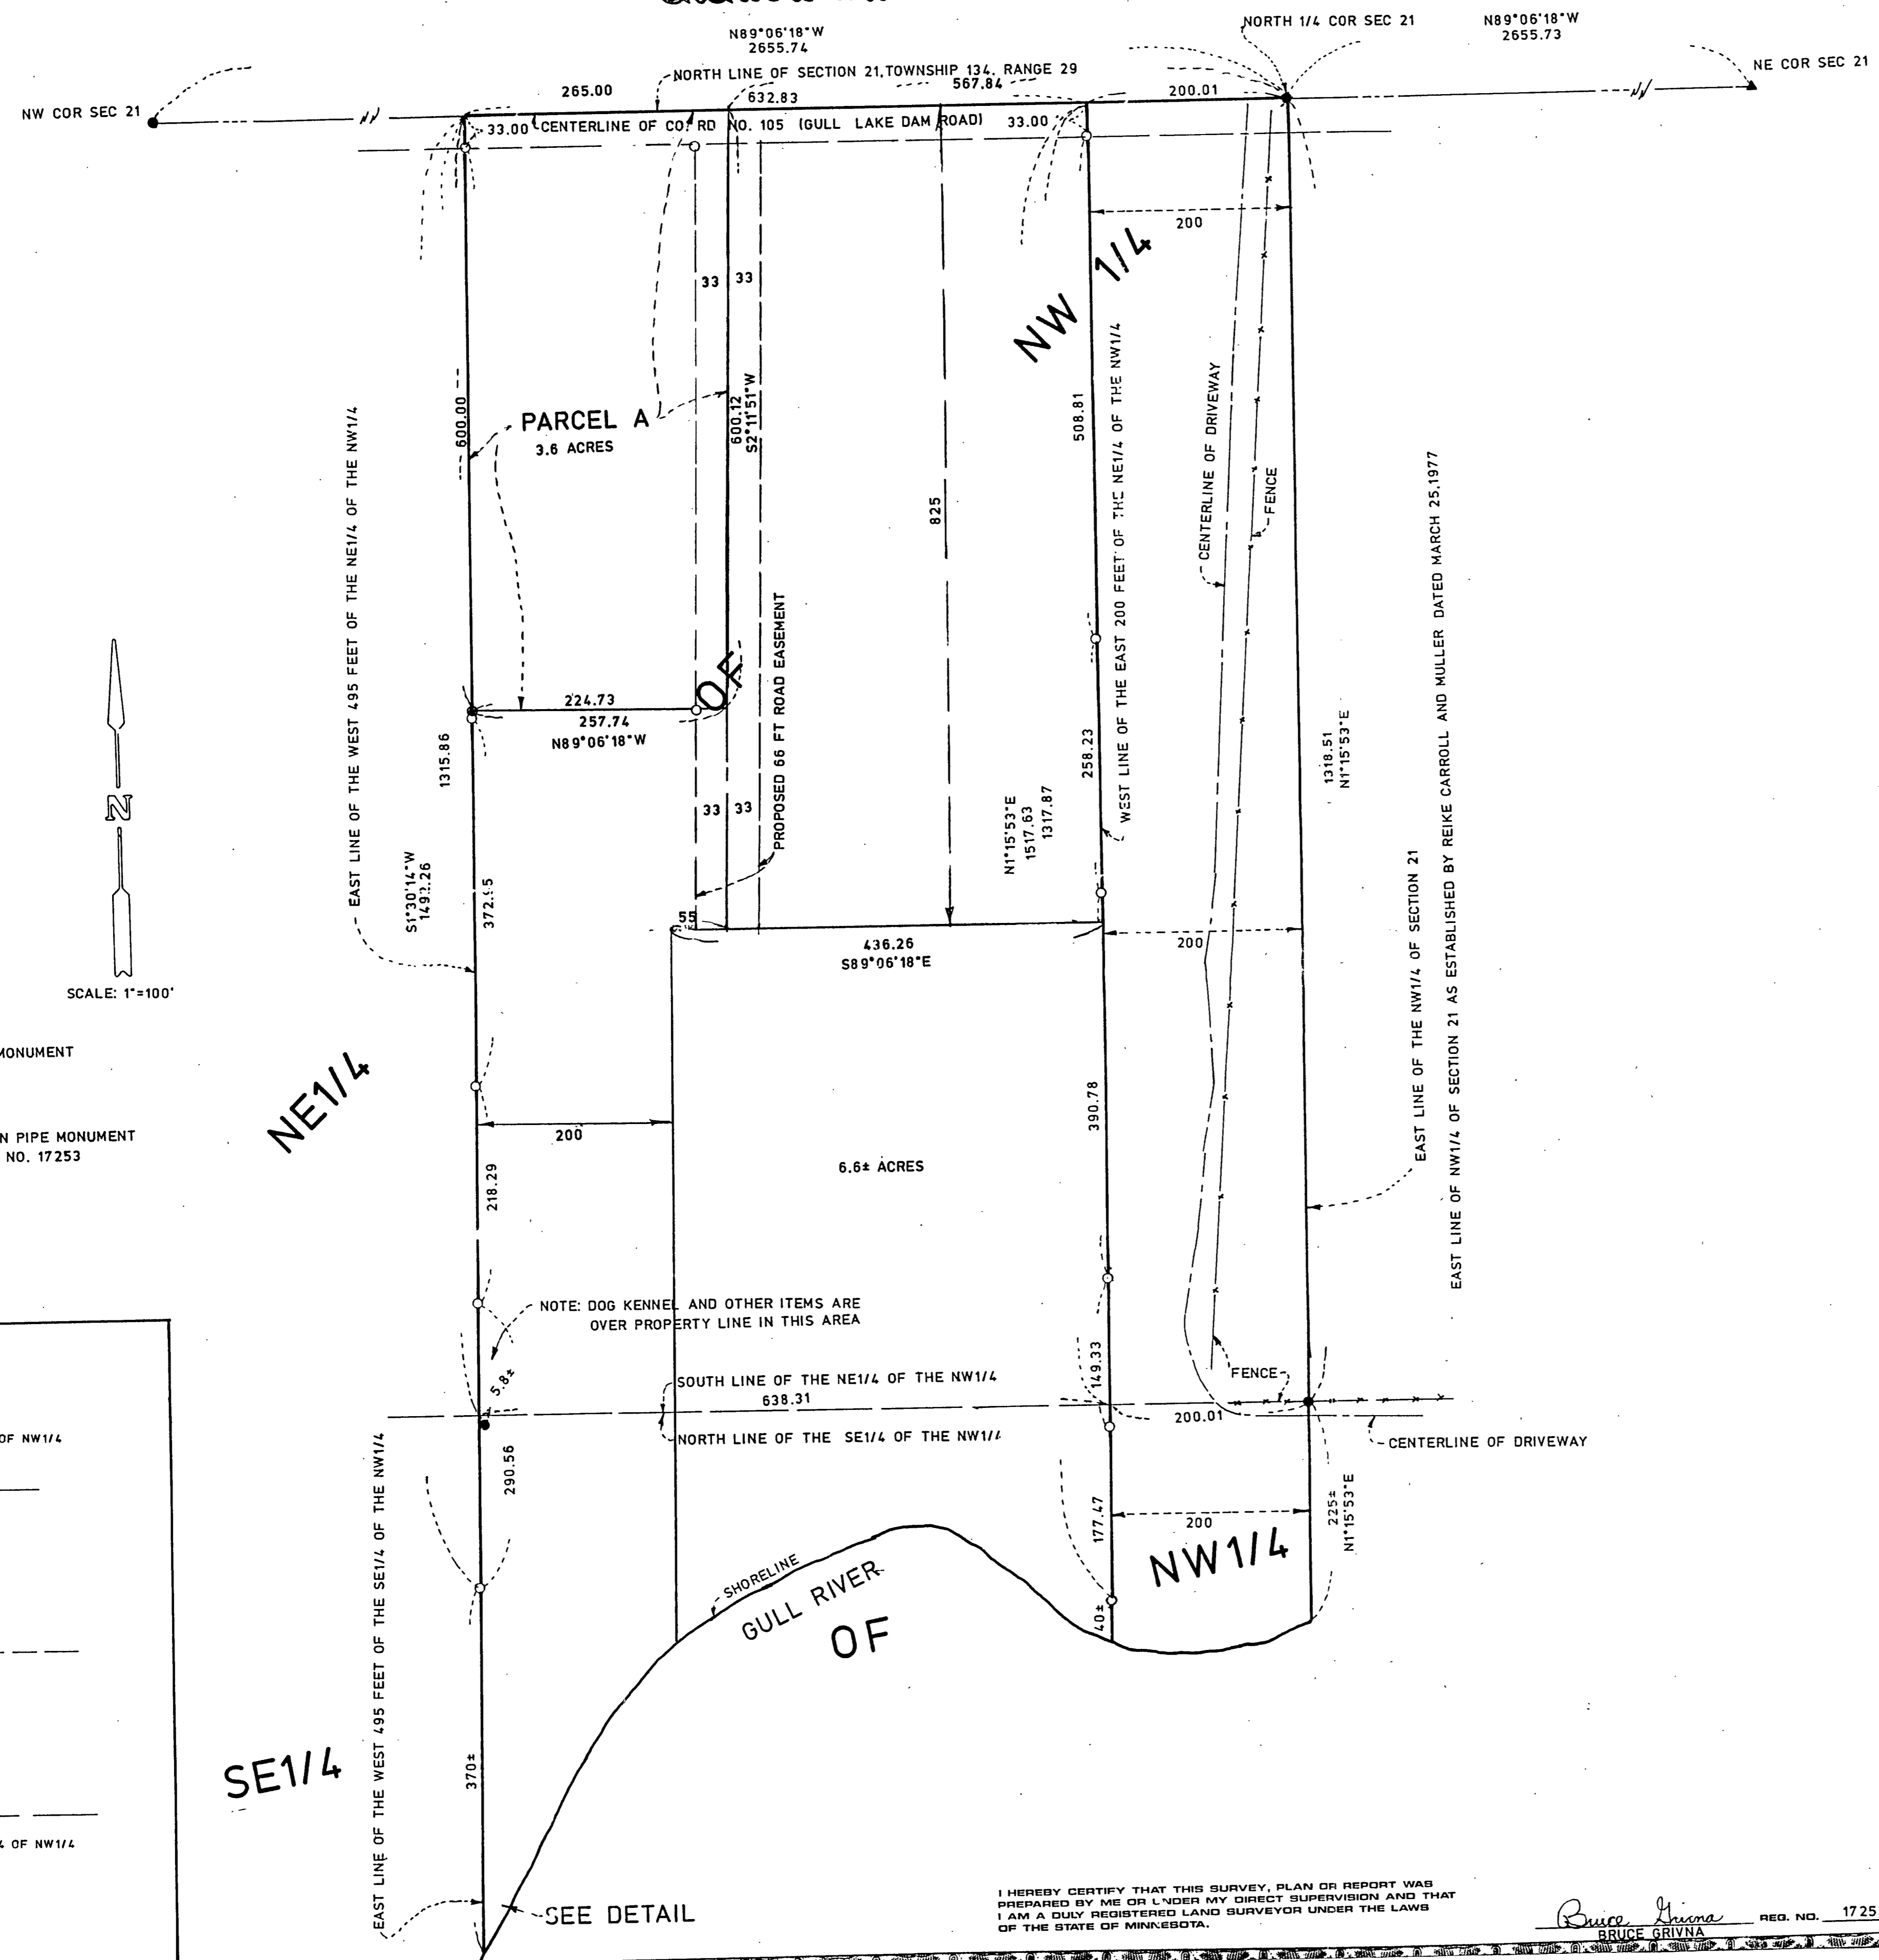 N89°06'18"W
2655.74
NORTH 1/4 COR SEC 21
N89°06'18"W
2655.73
NE COR SEC 21
NW COR SEC 21
NORTH LINE OF SECTION 21, TOWNSHIP 134, RANGE 29
265.00
632.83
567.84
200.01
33.00
CENTERLINE OF CO. RD NO. 105 (GULL LAKE DAM ROAD)
33.00
200
33 33
NW 1/4
600.00
PARCEL A
3.6 ACRES
600.12
S2°11'51"W
825
508.81
WEST LINE OF THE EAST 200 FEET OF THE NE1/4 OF THE NW1/4
CENTERLINE OF DRIVEWAY
FENCE
EAST LINE OF THE WEST 495 FEET OF THE NE1/4 OF THE NW1/4
OF
224.73
257.74
N89°06'18"W
PROPOSED 66 FT ROAD EASEMENT
1315.86
258.23
1318.51
N1°15'53"E
33 33
N1°15'53"E
1517.63
1317.87
S1°30'14"W
N
SCALE: 1"=100'
55
436.26
S89°06'18"E
200
EAST LINE OF THE NW1/4 OF SECTION 21
EAST LINE OF NW1/4 OF SECTION 21 AS ESTABLISHED BY REIKE CARROLL AND MULLER DATED MARCH 25,1977
MONUMENT
NE1/4
N PIPE MONUMENT
NO. 17253
200
390.78
6.6± ACRES
218.29
NOTE: DOG KENNEL AND OTHER ITEMS ARE
OVER PROPERTY LINE IN THIS AREA
5.8±
SOUTH LINE OF THE NE1/4 OF THE NW1/4
638.31
149.33
FENCE
200.01
NORTH LINE OF THE SE1/4 OF THE NW1/4
CENTERLINE OF DRIVEWAY
OF NW1/4
290.56
177.47
200
225±
N1°15'53"E
NW1/4
SHORELINE
GULL RIVER
OF
40±
EAST LINE OF THE WEST 495 FEET OF THE SE1/4 OF THE NW1/4
SE1/4
370±
OF NW1/4
SEE DETAIL
I HEREBY CERTIFY THAT THIS SURVEY, PLAN OR REPORT WAS
PREPARED BY ME OR UNDER MY DIRECT SUPERVISION AND THAT
I AM A DULY REGISTERED LAND SURVEYOR UNDER THE LAWS
OF THE STATE OF MINNESOTA.
Bruce Grivna
BRUCE GRIVNA
REG. NO. 1725